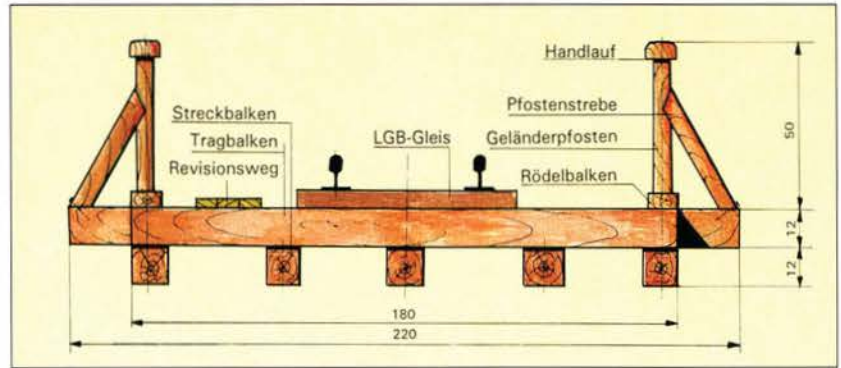 Handlauf
Streckbalken
Pfostenstrebe
Tragbalken
LGB-Gleis
Geländerpfosten
Revisionsweg
Rödelbalken
50
12
12
180
220